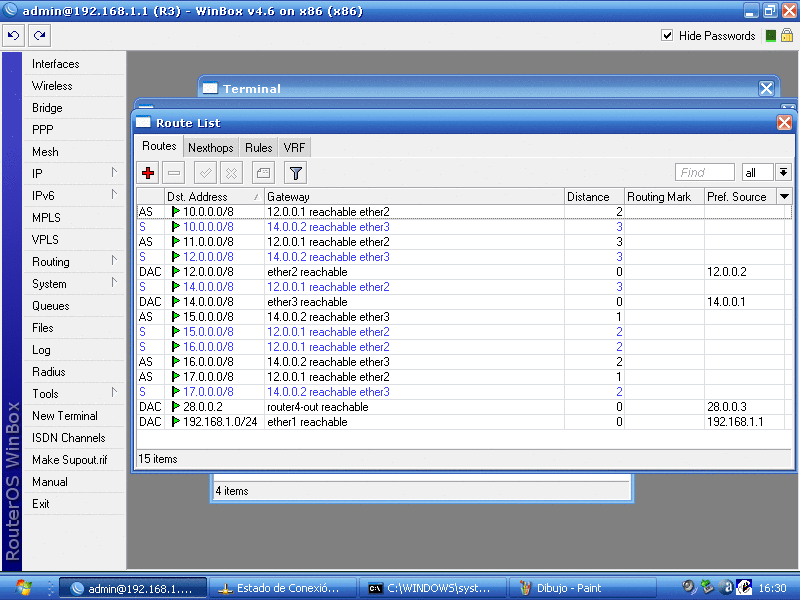 admin@192.168.1.1 (R3) - WinBox v4.6 on x86 (x86)
Hide Passwords
Interfaces
Wireless
Bridge
PPP
Mesh
IP
IPv6
MPLS
VPLS
Routing
System
Queues
Files
Log
Radius
Tools
New Terminal
ISDN Channels
Make Supout.rif
Manual
Exit
RouterOS WinBox
Terminal
Route List
Routes Nexthops Rules VRF
Find all
Dst. Address Gateway Distance Routing Mark Pref. Source
AS 10.0.0.0/8 12.0.0.1 reachable ether2 2
S 10.0.0.0/8 14.0.0.2 reachable ether3 3
AS 11.0.0.0/8 12.0.0.1 reachable ether2 3
S 12.0.0.0/8 14.0.0.2 reachable ether3 3
DAC 12.0.0.0/8 ether2 reachable 0 12.0.0.2
S 14.0.0.0/8 12.0.0.1 reachable ether2 3
DAC 14.0.0.0/8 ether3 reachable 0 14.0.0.1
AS 15.0.0.0/8 14.0.0.2 reachable ether3 1
S 15.0.0.0/8 12.0.0.1 reachable ether2 2
S 16.0.0.0/8 12.0.0.1 reachable ether2 2
AS 16.0.0.0/8 14.0.0.2 reachable ether3 2
AS 17.0.0.0/8 12.0.0.1 reachable ether2 1
S 17.0.0.0/8 14.0.0.2 reachable ether3 2
DAC 28.0.0.2 router4-out reachable 0 28.0.0.3
DAC 192.168.1.0/24 ether1 reachable 0 192.168.1.1
15 items
4 items
admin@192.168.1.... Estado de Conexió... C:\WINDOWS\syst... Dibujo - Paint 16:30